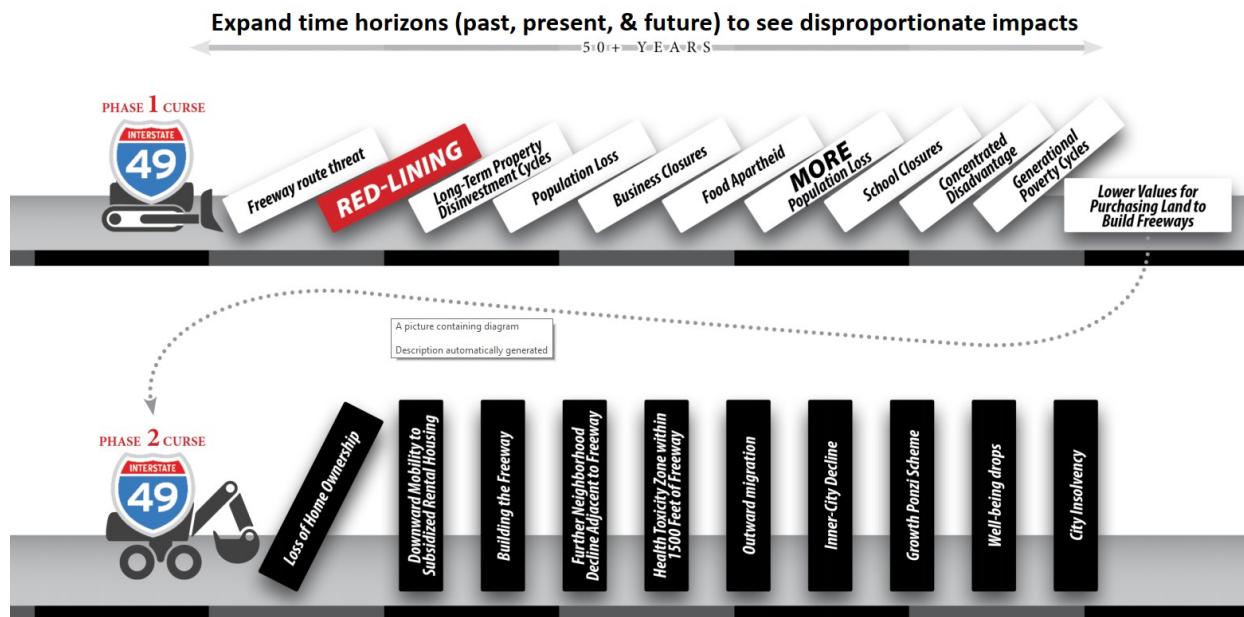 Expand time horizons (past, present, & future) to see disproportionate impacts
50+ YEARS
PHASE 1 CURSE
INTERSTATE
49
Freeway route threat
RED-LINING
Long-Term Property
Disinvestment Cycles
Population Loss
Business Closures
Food Apartheid
MORE
Population Loss
School Closures
Concentrated
Disadvantage
Generational
Poverty Cycles
Lower Values for
Purchasing Land to
Build Freeways
A picture containing diagram
Description automatically generated
PHASE 2 CURSE
INTERSTATE
49
Loss of Home Ownership
Downward Mobility to
Subsidized Rental Housing
Building the Freeway
Further Neighborhood
Decline Adjacent to Freeway
Health Toxicity Zone within
1500 Feet of Freeway
Outward migration
Inner-City Decline
Growth Ponzi Scheme
Well-being drops
City Insolvency